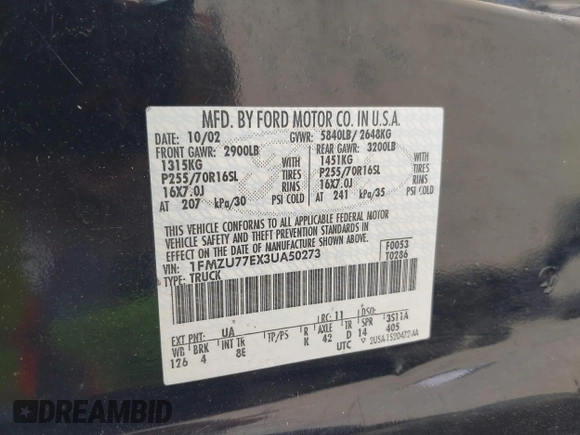 MFD. BY FORD MOTOR CO. IN U.S.A.
DATE: 10/02 GVWR: 5840LB/ 2648KG
FRONT GAWR: 2900LB REAR GAWR: 3200LB
1315KG WITH 1451KG WITH
P255/70R16SL TIRES P255/70R16SL TIRES
16X7.0J RINS 16X7.0J RIMS
AT 207 kPa/30 PSI COLD AT 241 kPa/35 PSI COLD
THIS VEHICLE CONFORMS TO ALL APPLICABLE FEDERAL MOTOR
VEHICLE SAFETY AND THEFT PREVENTION STANDARDS IN EFFECT ON
THE DATE OF MANUFACTURE SHOWN ABOVE.
VIN: 1FMZU77EX3UA50273 F0053
TYPE: TRUCK T0286
EXT PNT: UA RC: 11 DSO:
WB BRK INT TR TP/PS R AXLE TR SPR 3S11A
126 4 8E K 42 D 14 405
UTC 2USA1520472AA
DREAMBID